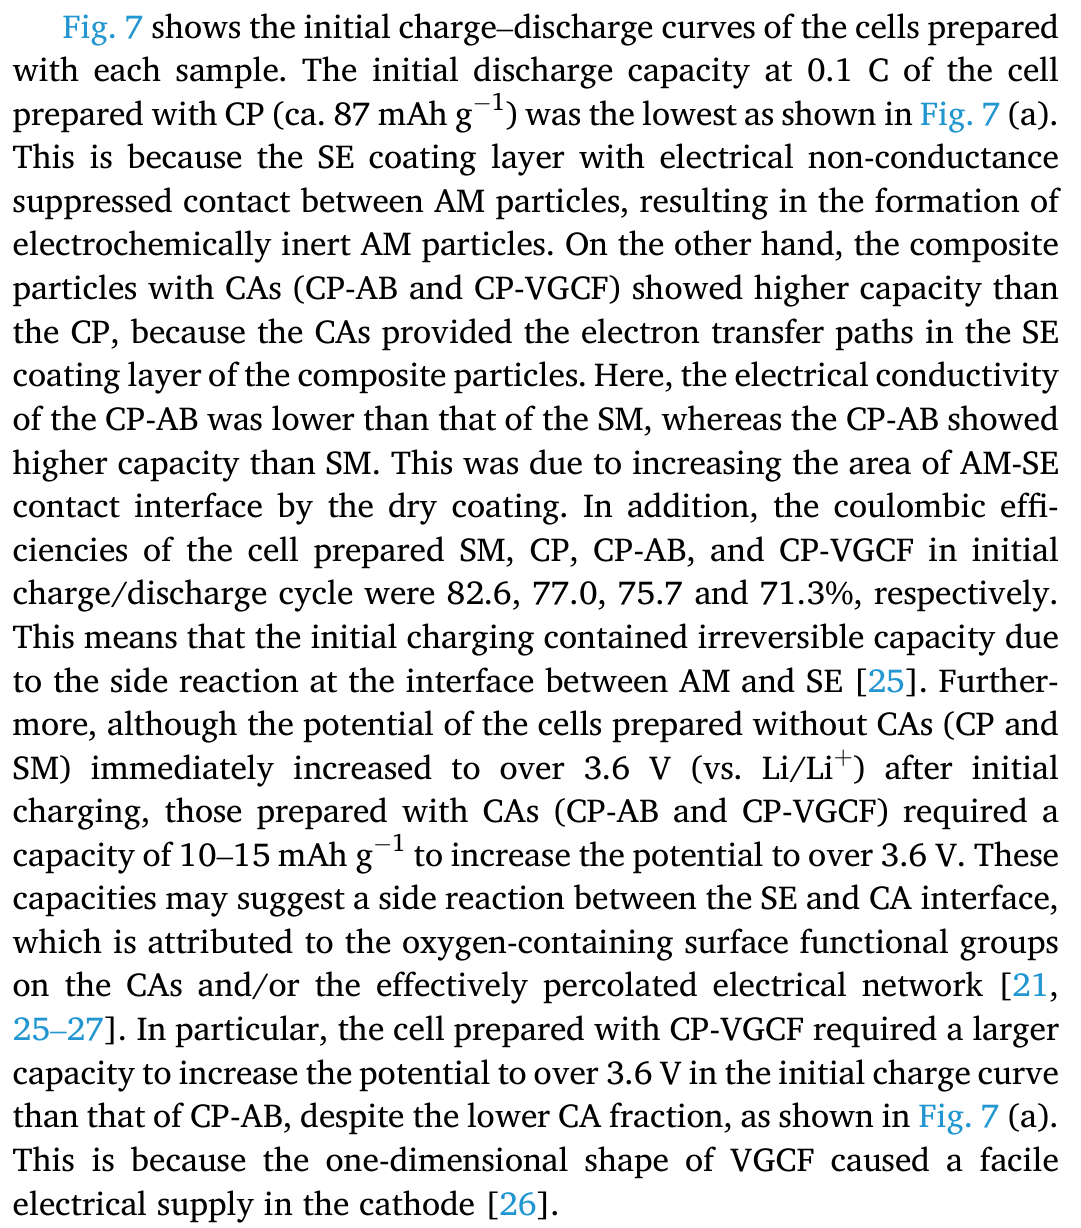 Fig. 7 shows the initial charge–discharge curves of the cells prepared
with each sample. The initial discharge capacity at 0.1 C of the cell
prepared with CP (ca. 87 mAh g⁻¹) was the lowest as shown in Fig. 7 (a).
This is because the SE coating layer with electrical non-conductance
suppressed contact between AM particles, resulting in the formation of
electrochemically inert AM particles. On the other hand, the composite
particles with CAs (CP-AB and CP-VGCF) showed higher capacity than
the CP, because the CAs provided the electron transfer paths in the SE
coating layer of the composite particles. Here, the electrical conductivity
of the CP-AB was lower than that of the SM, whereas the CP-AB showed
higher capacity than SM. This was due to increasing the area of AM-SE
contact interface by the dry coating. In addition, the coulombic effi-
ciencies of the cell prepared SM, CP, CP-AB, and CP-VGCF in initial
charge/discharge cycle were 82.6, 77.0, 75.7 and 71.3%, respectively.
This means that the initial charging contained irreversible capacity due
to the side reaction at the interface between AM and SE [25]. Further-
more, although the potential of the cells prepared without CAs (CP and
SM) immediately increased to over 3.6 V (vs. Li/Li⁺) after initial
charging, those prepared with CAs (CP-AB and CP-VGCF) required a
capacity of 10–15 mAh g⁻¹ to increase the potential to over 3.6 V. These
capacities may suggest a side reaction between the SE and CA interface,
which is attributed to the oxygen-containing surface functional groups
on the CAs and/or the effectively percolated electrical network [21,
25–27]. In particular, the cell prepared with CP-VGCF required a larger
capacity to increase the potential to over 3.6 V in the initial charge curve
than that of CP-AB, despite the lower CA fraction, as shown in Fig. 7 (a).
This is because the one-dimensional shape of VGCF caused a facile
electrical supply in the cathode [26].